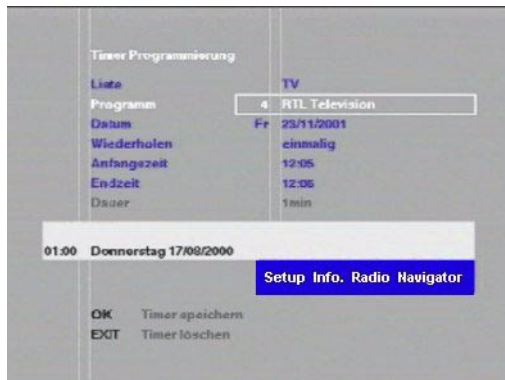 Timer Programmierung
Liste TV
Programm 4 RTL Television
Datum Fr 23/11/2001
Wiederholen einmalig
Anfangszeit 12:05
Endzeit 12:06
Dauer 1min
01:00 Donnerstag 17/08/2000
Setup Info. Radio Navigator
OK Timer speichern
EXIT Timer löschen